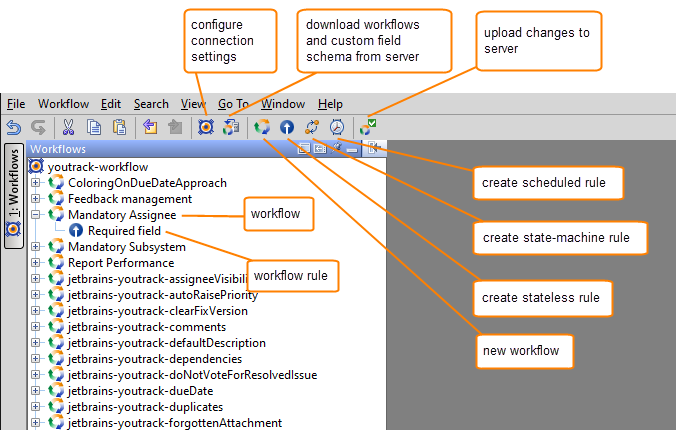 configure
connection
settings
download workflows
and custom field
schema from server
upload changes to
server
File Workflow Edit Search View Go To Window Help
Workflows
1: Workflows
youtrack-workflow
ColoringOnDueDateApproach
Feedback management
Mandatory Assignee
Required field
Mandatory Subsystem
Report Performance
jetbrains-youtrack-assigneeVisibili
jetbrains-youtrack-autoRaisePriority
jetbrains-youtrack-clearFixVersion
jetbrains-youtrack-comments
jetbrains-youtrack-defaultDescription
jetbrains-youtrack-dependencies
jetbrains-youtrack-doNotVoteForResolvedIssue
jetbrains-youtrack-dueDate
jetbrains-youtrack-duplicates
jetbrains-youtrack-forgottenAttachment
workflow
workflow rule
create scheduled rule
create state-machine rule
create stateless rule
new workflow